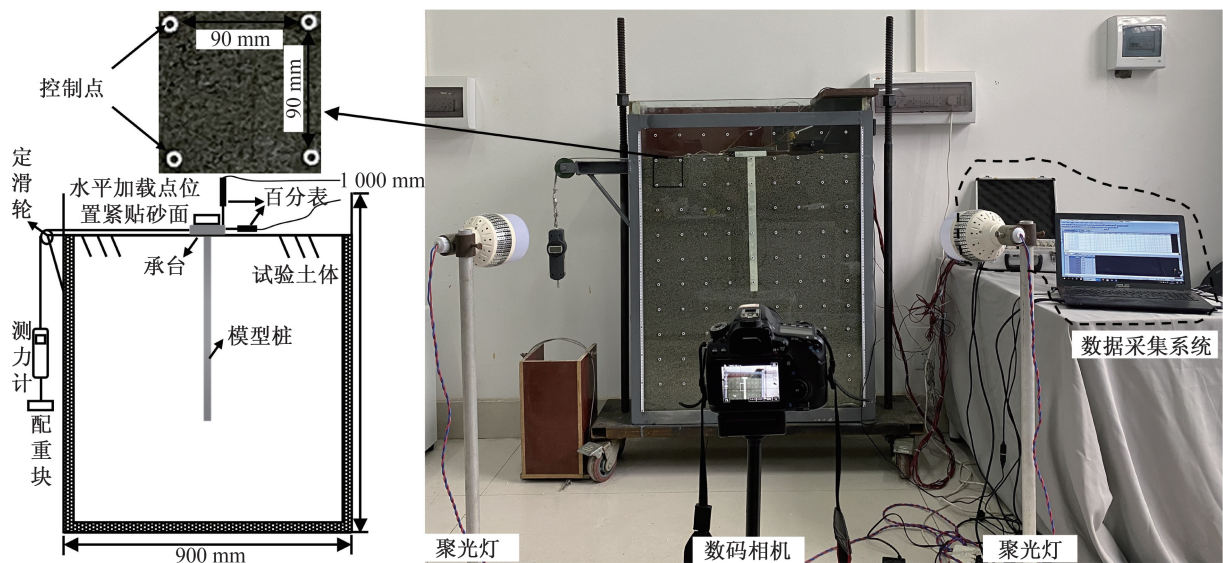 90 mm
90 mm
控制点
定滑轮
水平加载点位
置紧贴砂面
1 000 mm
百分表
承台
试验土体
测力计
模型桩
配重块
900 mm
数据采集系统
聚光灯
数码相机
聚光灯